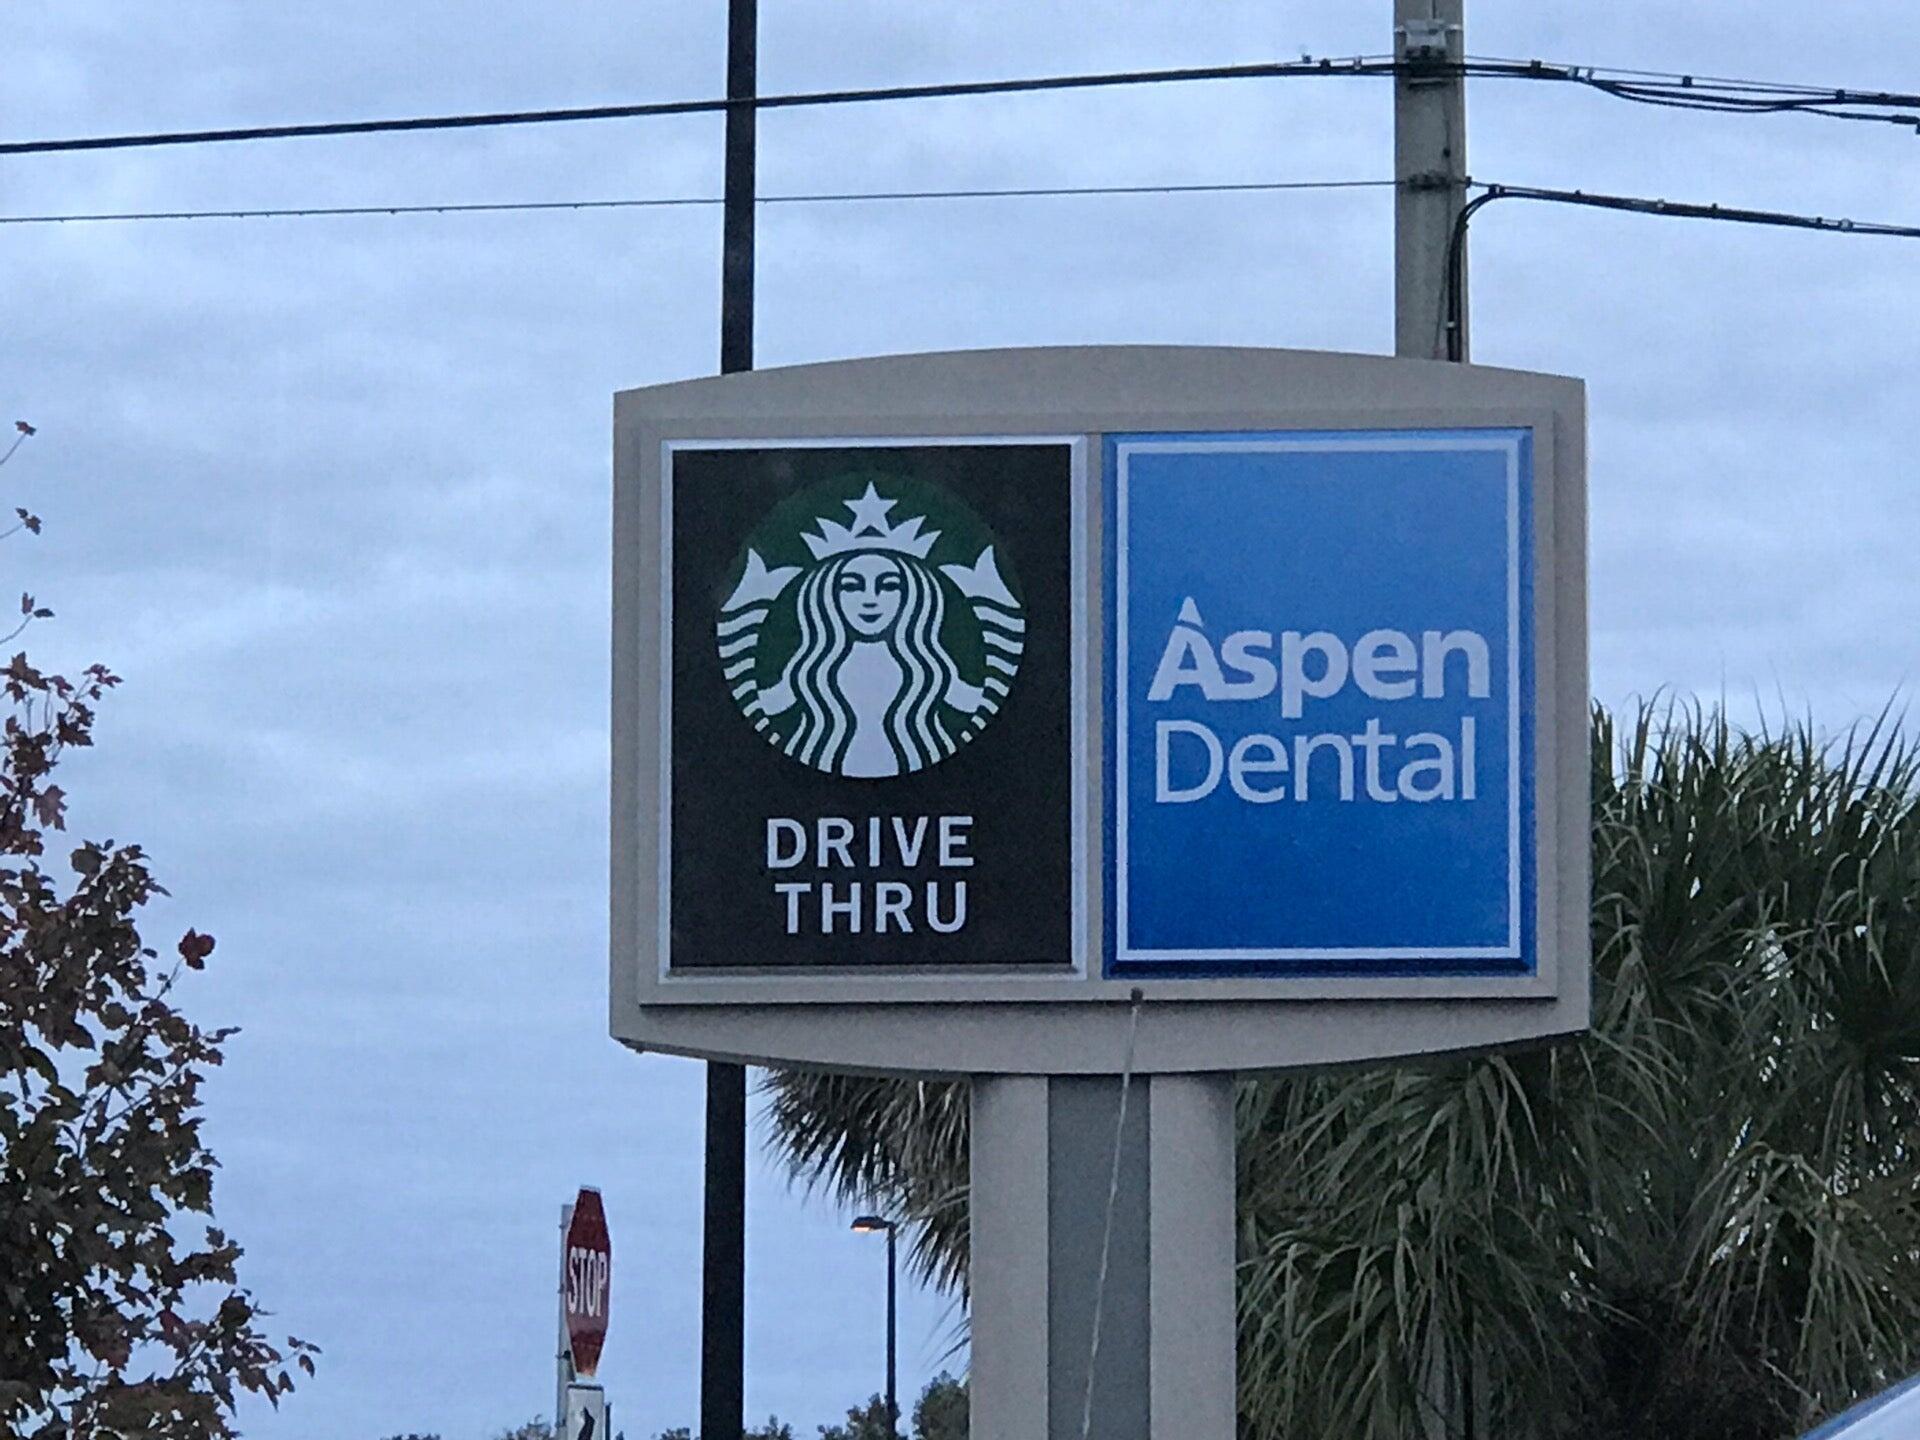 DRIVE
THRU
Aspen
Dental
STOP